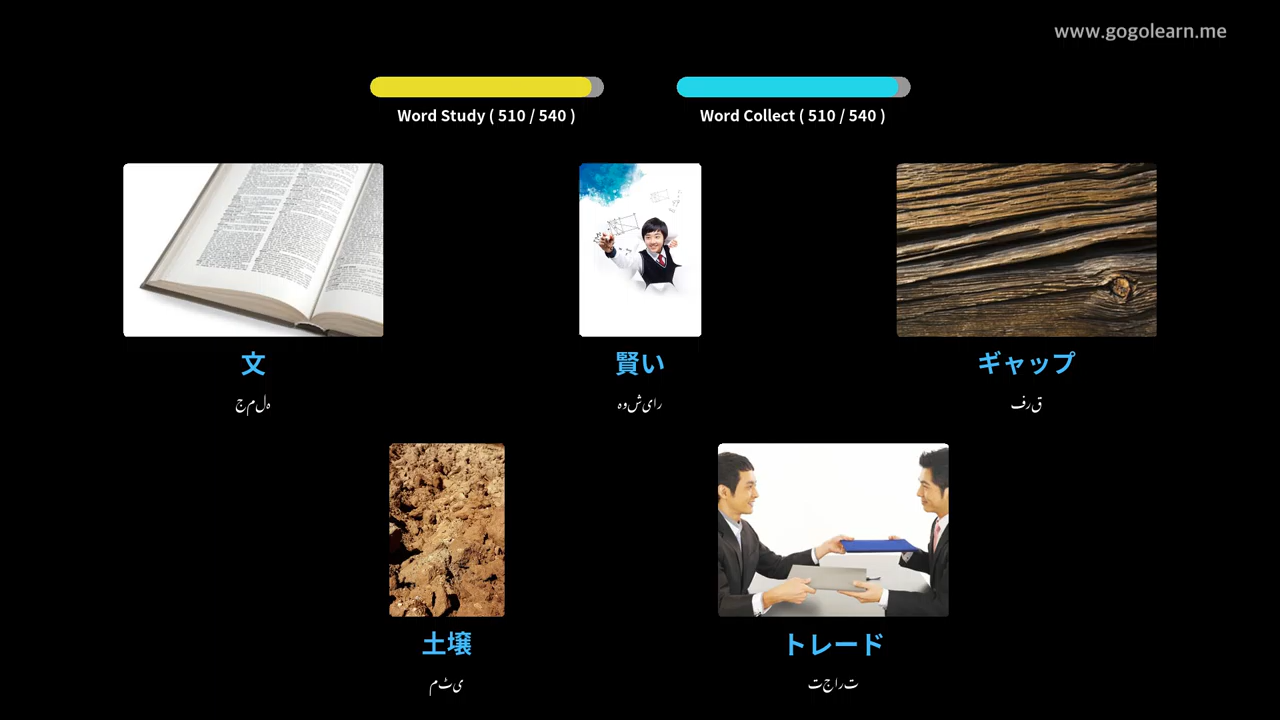 www.gogolearn.me
Word Study ( 510 / 540 )
Word Collect ( 510 / 540 )
文
賢い
ギャップ
جملہ
ہوشیار
فرق
土壌
トレード
مٹی
تجارت